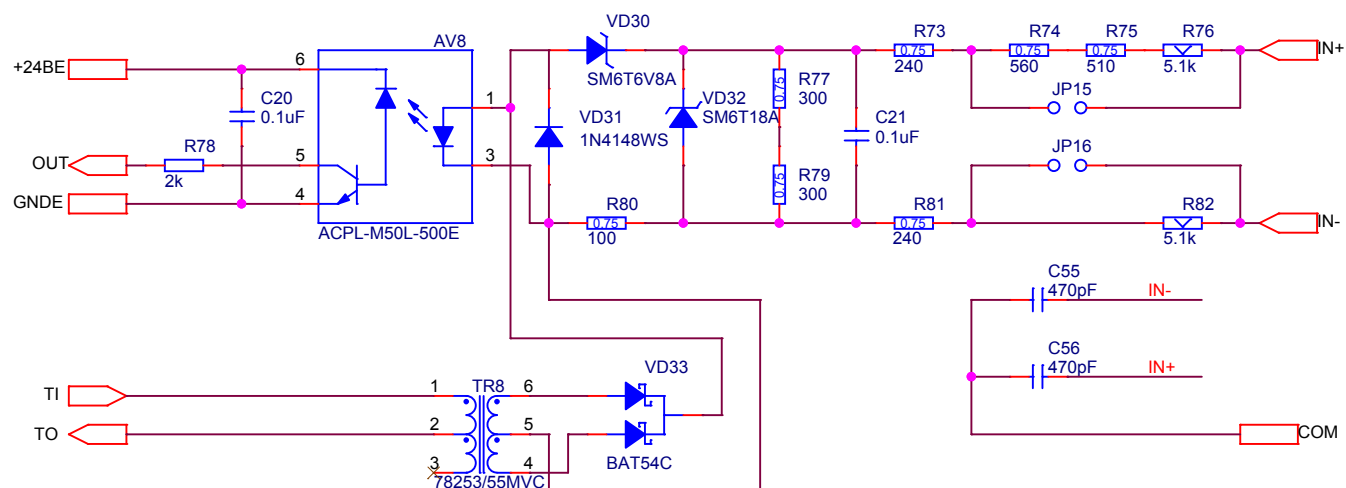 VD30
SM6T6V8A
R73
0.75
240
R74
0.75
560
R75
0.75
510
R76
5.1k
IN+
JP15
AV8
+24BE
6
C20
0.1uF
1
VD31
1N4148WS
VD32
SM6T18A
0.75
R77
300
C21
0.1uF
OUT
R78
2k
5
3
GNDE
4
ACPL-M50L-500E
R80
0.75
100
0.75
R79
300
R81
0.75
240
JP16
R82
5.1k
IN-
C55
470pF
IN-
C56
470pF
IN+
COM
VD33
BAT54C
TI
1
TR8
6
TO
2
5
3
4
78253/55MVC